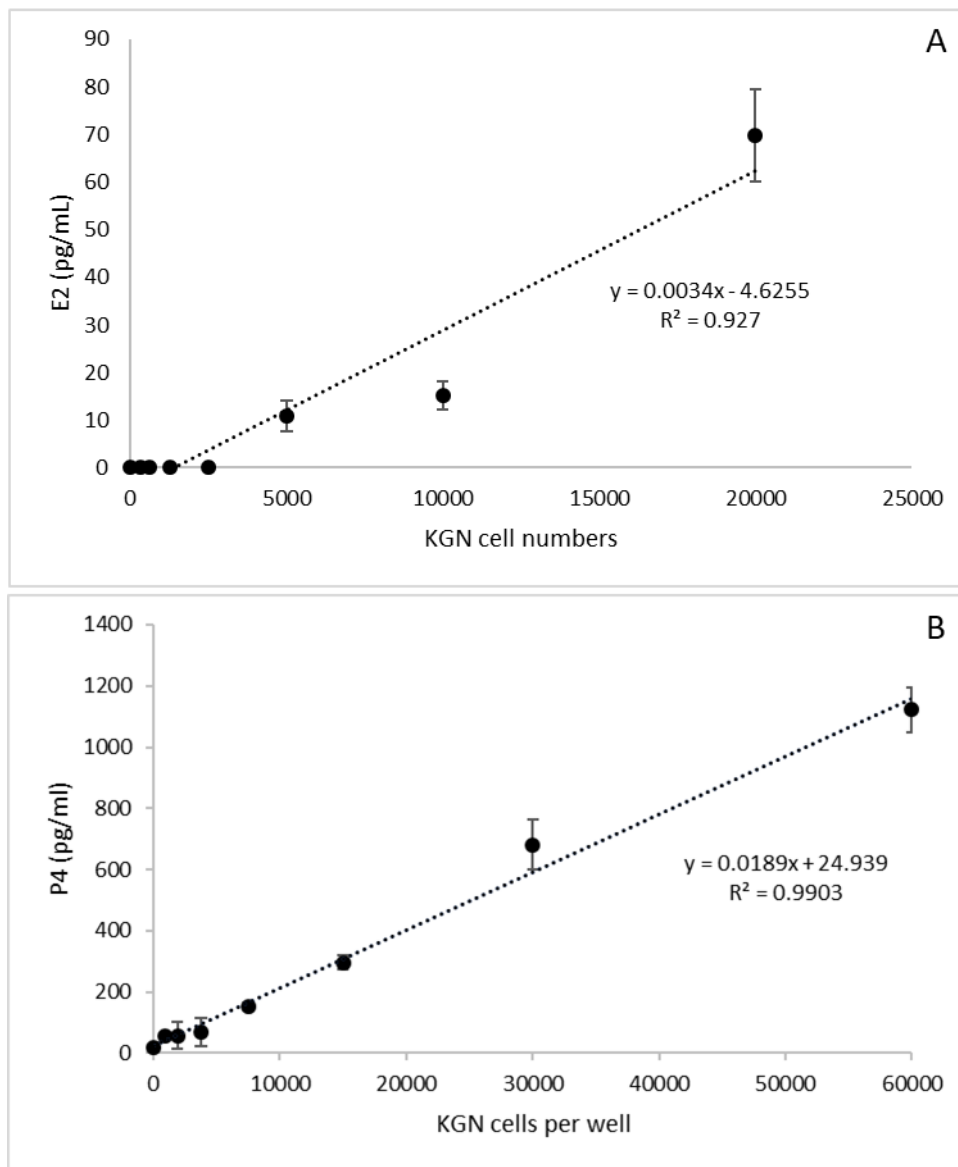 A
90
80
70
60
50
40
30
20
10
0
E2 (pg/mL)
y = 0.0034x - 4.6255
R² = 0.927
0 5000 10000 15000 20000 25000
KGN cell numbers
B
1400
1200
1000
800
600
400
200
0
P4 (pg/ml)
y = 0.0189x + 24.939
R² = 0.9903
0 10000 20000 30000 40000 50000 60000
KGN cells per well